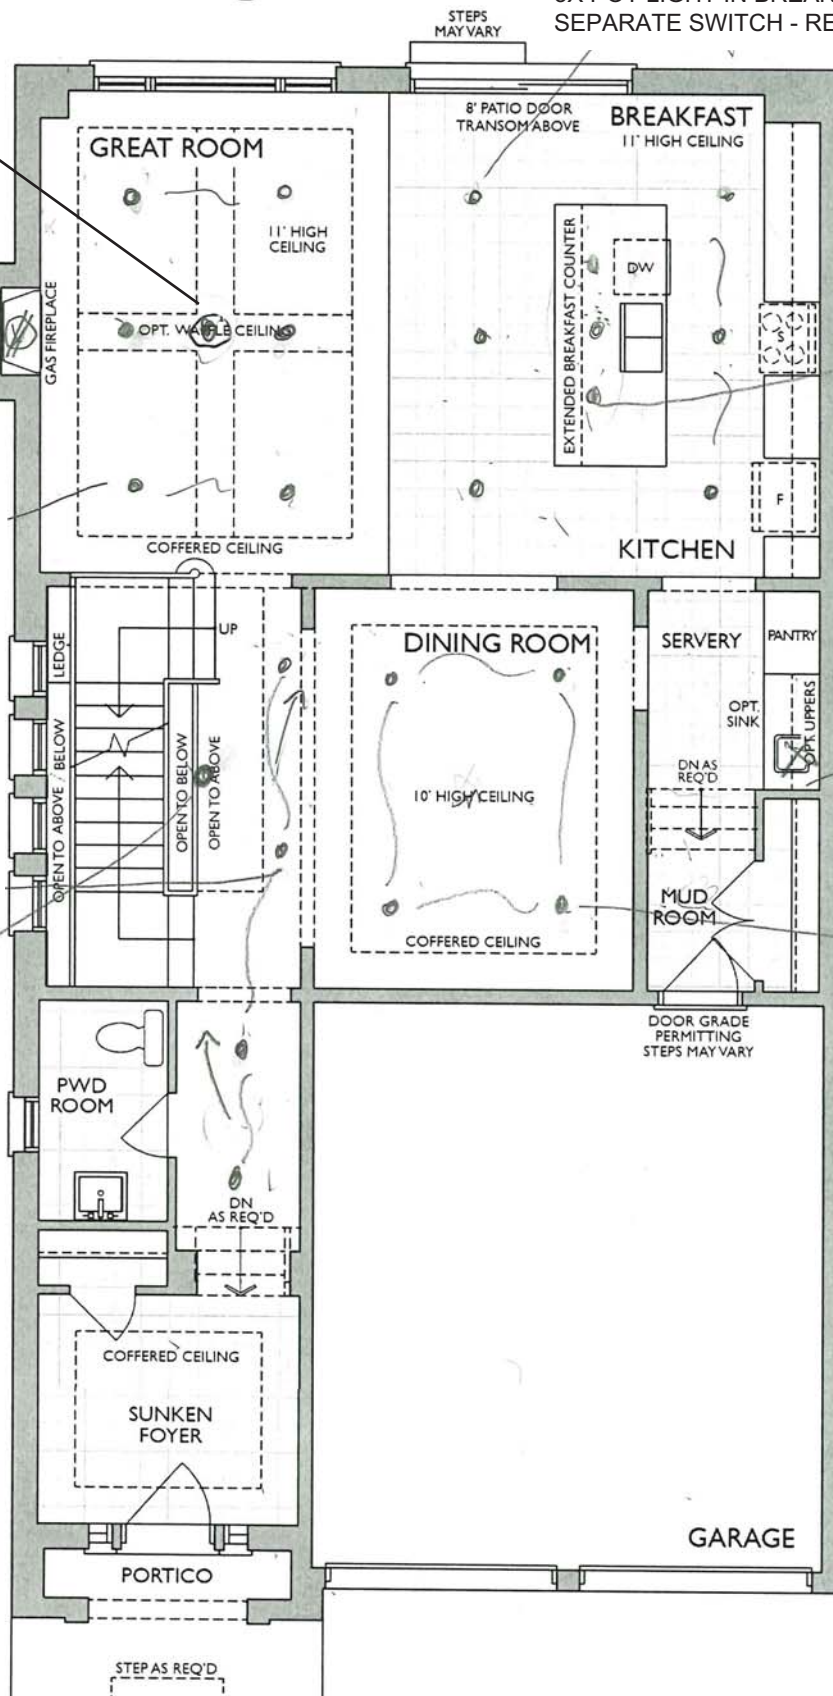 STEPS
MAY VARY
SEPARATE SWITCH - RE
8' PATIO DOOR
TRANSOM ABOVE
BREAKFAST
11' HIGH CEILING
GREAT ROOM
11' HIGH
CEILING
GAS FIREPLACE
OPT. WAFFLE CEILING
EXTENDED BREAKFAST COUNTER
DW
S
F
COFFERED CEILING
KITCHEN
LEDGE
UP
OPEN TO ABOVE / BELOW
OPEN TO BELOW
OPEN TO ABOVE
DINING ROOM
10' HIGH CEILING
COFFERED CEILING
SERVERY
PANTRY
OPT.
SINK
OPT. UPPERS
DN AS
REQ'D
MUD
ROOM
DOOR GRADE
PERMITTING
STEPS MAY VARY
PWD
ROOM
DN
AS REQ'D
COFFERED CEILING
SUNKEN
FOYER
GARAGE
PORTICO
STEP AS REQ'D